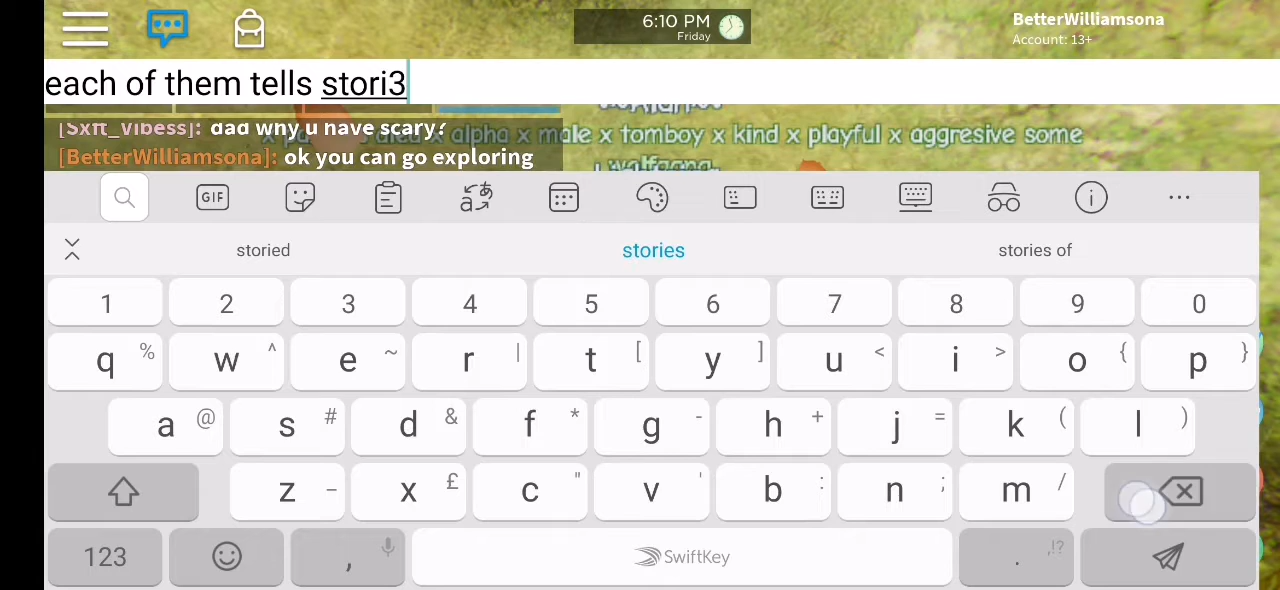 6:10 PM
Friday
BetterWilliamsona
Account: 13+
each of them tells stori3
[Sxft_Vibess]: dad why u have scary?
alpha x male x tomboy x kind x playful x aggresive some
[BetterWilliamsona]: ok you can go exploring
GIF
storied stories stories of
1 2 3 4 5 6 7 8 9 0
q % w ^ e ~ r | t [ y ] u < i > o { p }
a @ s # d & f * g - h + j = k ( l )
z _ x £ c " v ' b : n ; m /
123 , SwiftKey . ,!?